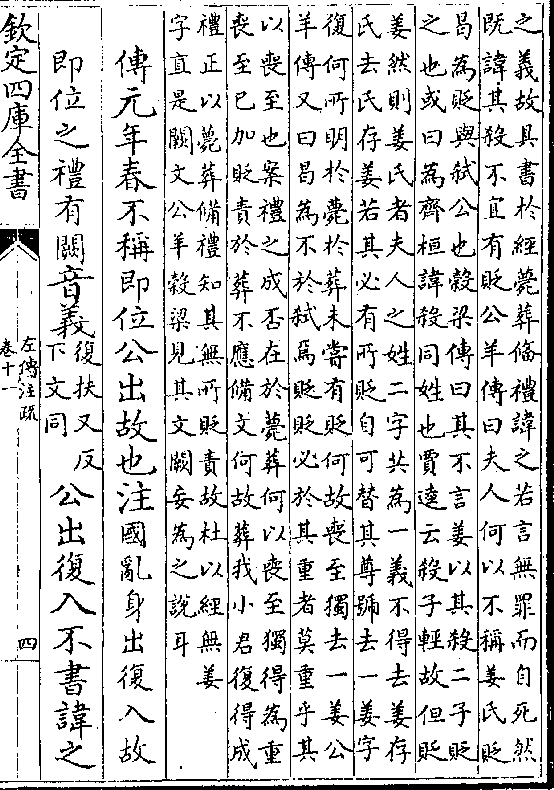 之義故具書於經薨葬備禮諱之若言無罪而自死然
既諱其殺不宜有貶公羊傳曰夫人何以不稱姜氏貶
曷為貶與弑公也榖梁傳曰其不言姜以其殺二子貶
之也或曰為齊桓諱殺同姓也賈逵云殺子輕故但貶
姜然則姜氏者夫人之姓二字共為一義不得去姜存
氏去氏存姜若其必有所貶自可替其尊號去一姜字
復何所明於薨於葬未嘗有貶何故喪至獨去一姜公
羊傳又曰曷為不於弑焉貶貶必於其重者莫重乎其
以喪至也案禮之成否在於薨葬何以喪至獨得為重
喪至已加貶責於葬不應備文何故葬我小君復得成
禮正以薨葬備禮知其無所貶責故杜以經無姜
字直是闕文公羊榖梁見其文闕妄為之說耳
傳元年春不稱即位公出故也注國亂身出復入故
即位之禮有闕音義復扶又反
下文同
公出復入不書諱之
欽定四庫全書
左傳注疏
卷十一
四